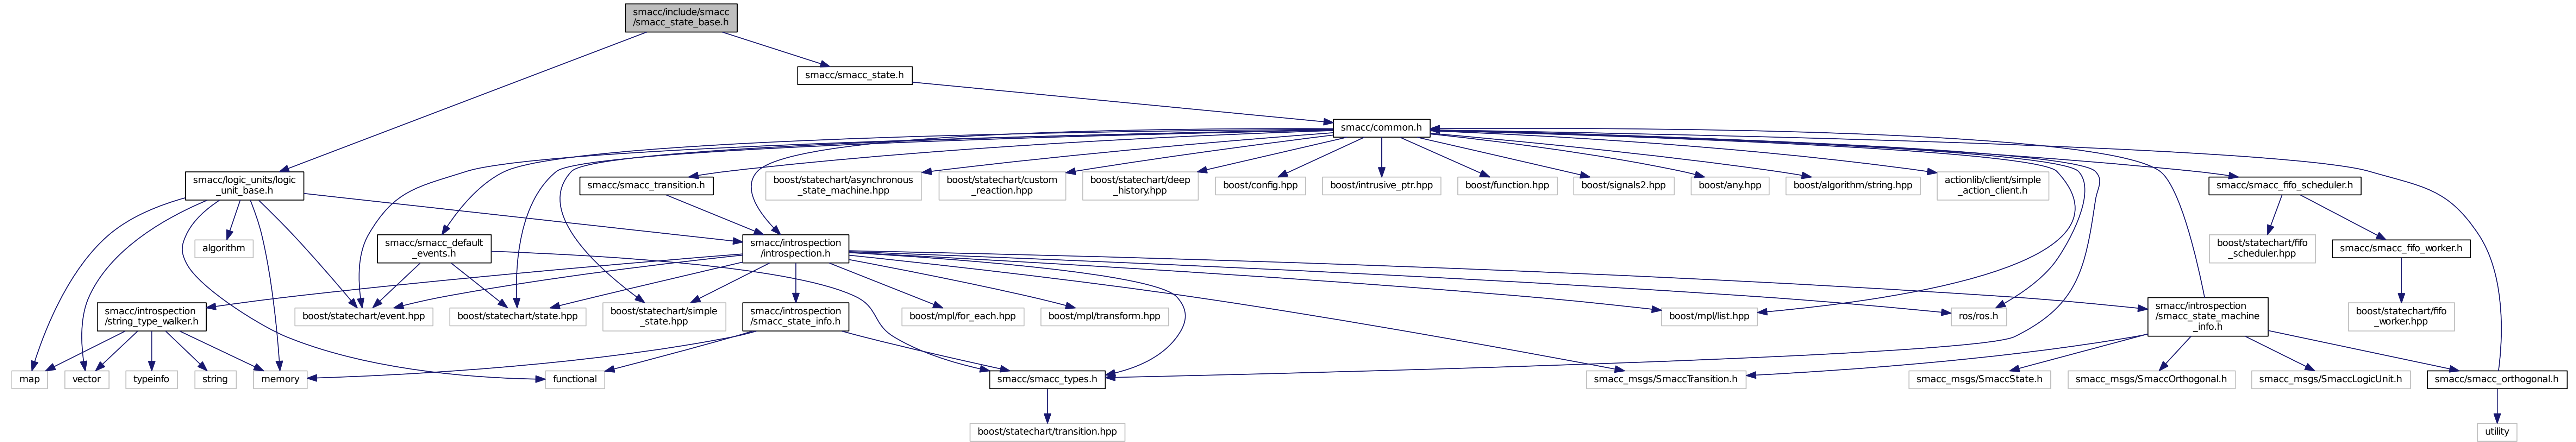 smacc/include/smacc
/smacc_state_base.h
smacc/smacc_state.h
smacc/common.h
smacc/logic_units/logic
_unit_base.h
smacc/smacc_transition.h
boost/statechart/asynchronous
_state_machine.hpp
boost/statechart/custom
_reaction.hpp
boost/statechart/deep
_history.hpp
boost/config.hpp
boost/intrusive_ptr.hpp
boost/function.hpp
boost/signals2.hpp
boost/any.hpp
boost/algorithm/string.hpp
actionlib/client/simple
_action_client.h
smacc/smacc_fifo_scheduler.h
algorithm
smacc/smacc_default
_events.h
smacc/introspection
/introspection.h
boost/statechart/fifo
_scheduler.hpp
smacc/smacc_fifo_worker.h
smacc/introspection
/string_type_walker.h
boost/statechart/event.hpp
boost/statechart/state.hpp
boost/statechart/simple
_state.hpp
smacc/introspection
/smacc_state_info.h
boost/mpl/for_each.hpp
boost/mpl/transform.hpp
boost/mpl/list.hpp
ros/ros.h
smacc/introspection
/smacc_state_machine
_info.h
boost/statechart/fifo
_worker.hpp
map
vector
typeinfo
string
memory
functional
smacc/smacc_types.h
smacc_msgs/SmaccTransition.h
smacc_msgs/SmaccState.h
smacc_msgs/SmaccOrthogonal.h
smacc_msgs/SmaccLogicUnit.h
smacc/smacc_orthogonal.h
boost/statechart/transition.hpp
utility